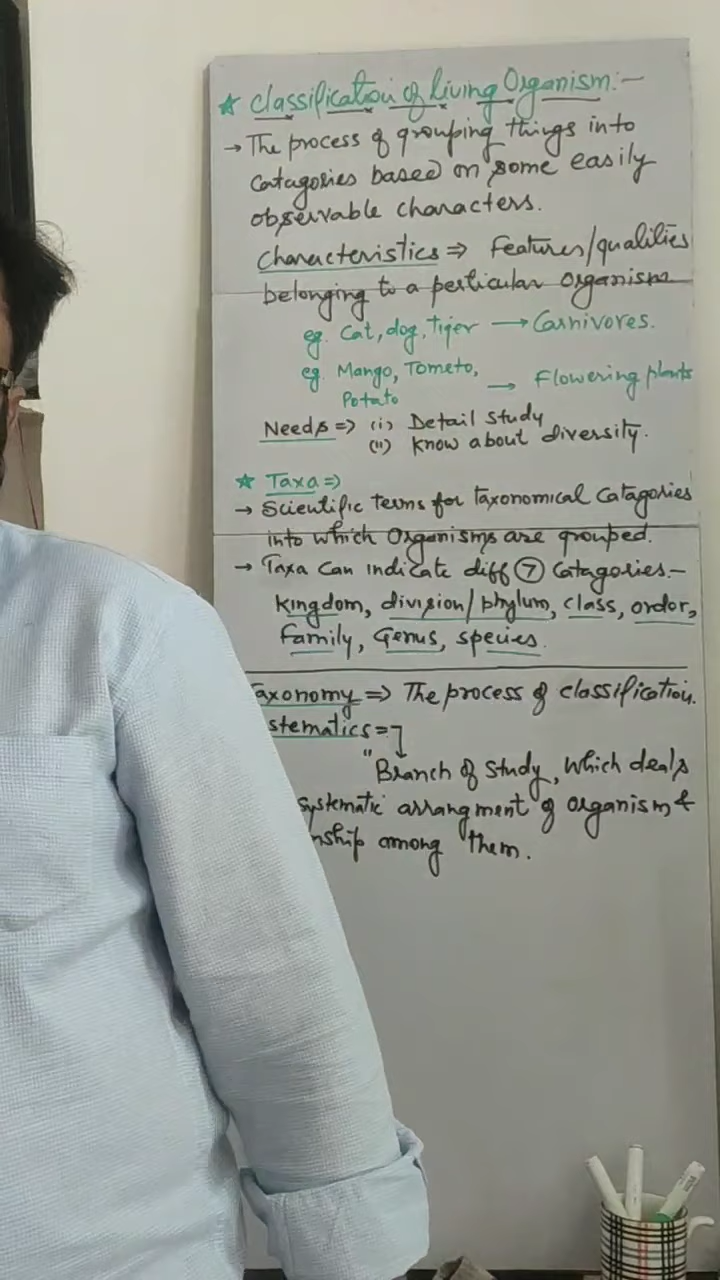 ★ Classification of living Organism:-
→ The process of grouping things into
Catagories based on some easily
observable characters.
Characteristics ⇒ Features/qualities
belonging to a perticular Organism
eg. Cat, dog, Tiger → Carnivores.
eg. Mango, Tometo, → Flowering plants
Potato
Needs ⇒ (i) Detail study
(ii) Know about diversity.
★ Taxa ⇒
→ Scientific terms for taxonomical Catagories
into which Organisms are grouped.
→ Taxa Can indicate diff 7 Catagories.-
Kingdom, division/phylum, class, ordor,
Family, Genus, species.
Taxonomy ⇒ The process of classification.
stematics =
" Branch of Study, Which deals
systematic arrangment of organism &
nship among them.